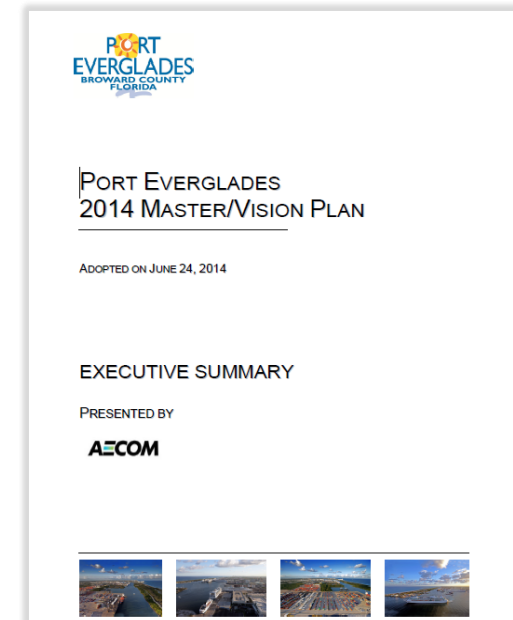 PORT
EVERGLADES
BROWARD COUNTY
FLORIDA
PORT EVERGLADES
2014 MASTER/VISION PLAN
ADOPTED ON JUNE 24, 2014
EXECUTIVE SUMMARY
PRESENTED BY
AECOM